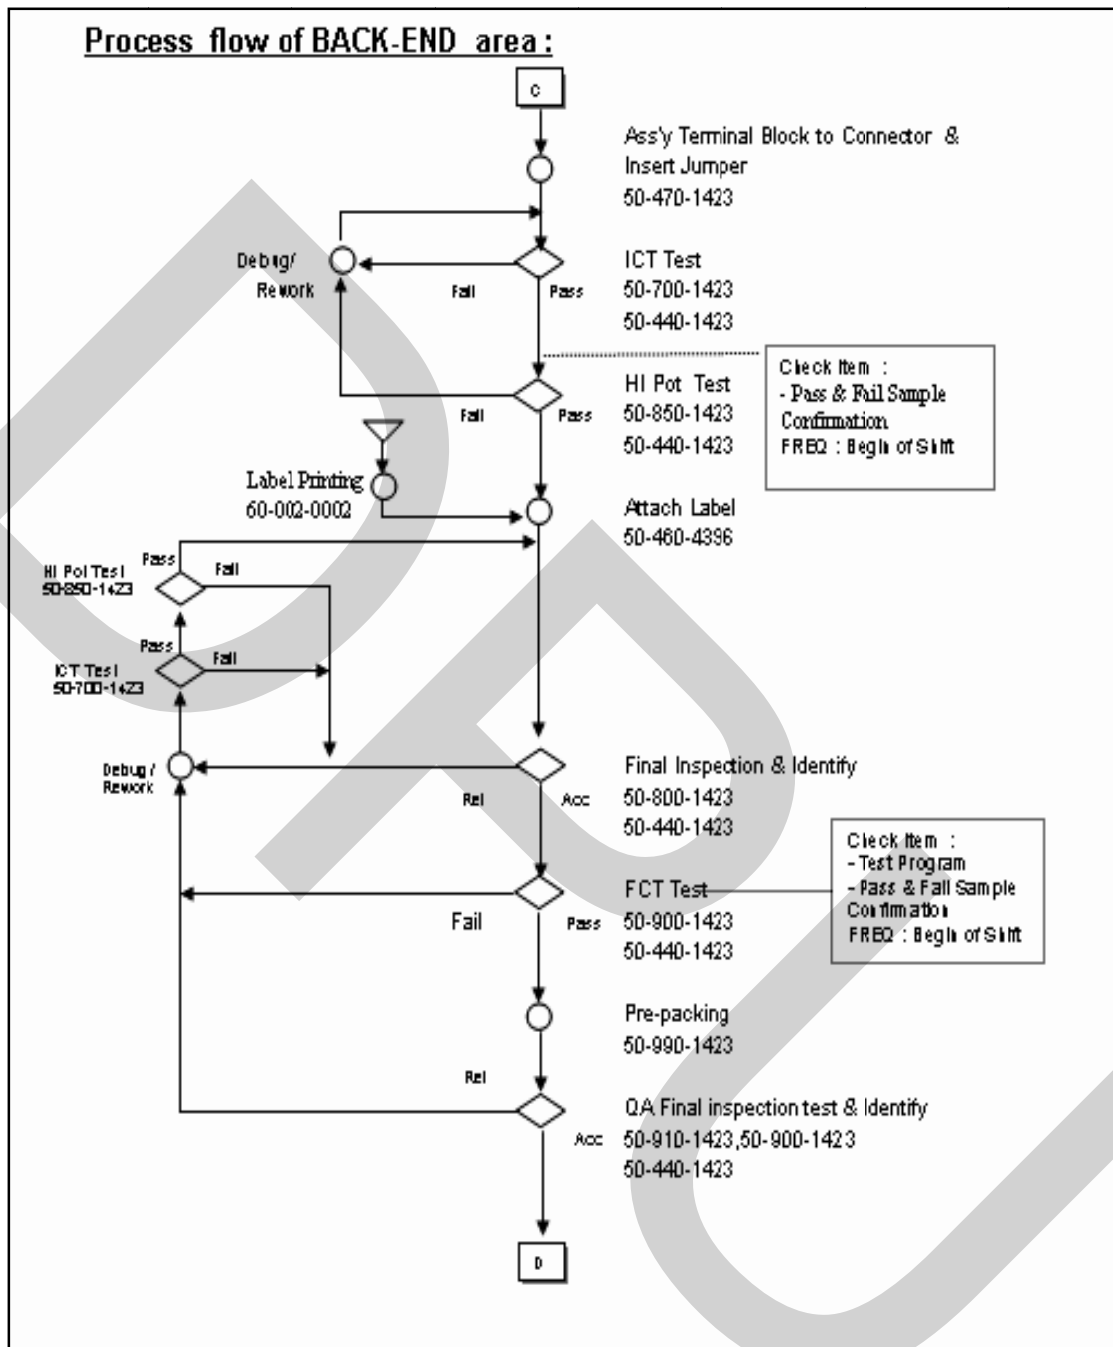 Process flow of BACK-END area :
C
Ass'y Terminal Block to Connector &
Insert Jumper
50-470-1423
Debug/
Rework
Fail
Pass
ICT Test
50-700-1423
50-440-1423
Check Item :
- Pass & Fail Sample
Confirmation
FREQ : Begin of Shift
Fail
Pass
HI Pot Test
50-850-1423
50-440-1423
Label Printing
60-002-0002
Attach Label
50-460-4396
HI Pot Test
50-850-1423
Pass
Fail
ICT Test
50-700-1423
Pass
Fail
Debug /
Rework
Rej
Acc
Final Inspection & Identify
50-800-1423
50-440-1423
Check Item :
- Test Program
- Pass & Fail Sample
Confirmation
FREQ : Begin of Shift
Fail
Pass
FCT Test
50-900-1423
50-440-1423
Pre-packing
50-990-1423
Rej
Acc
QA Final inspection test & Identify
50-910-1423,50-900-1423
50-440-1423
D